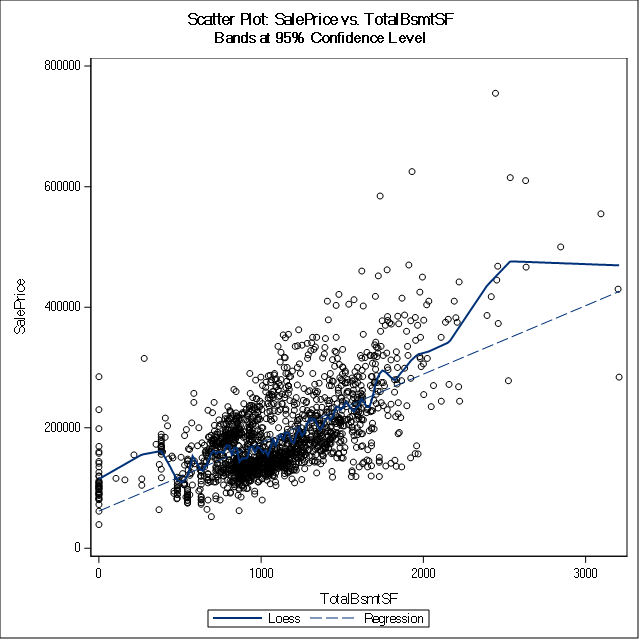 Scatter Plot: SalePrice vs. TotalBsmtSF
Bands at 95% Confidence Level
800000
600000
400000
200000
0
SalePrice
0 1000 2000 3000
TotalBsmtSF
Loess Regression